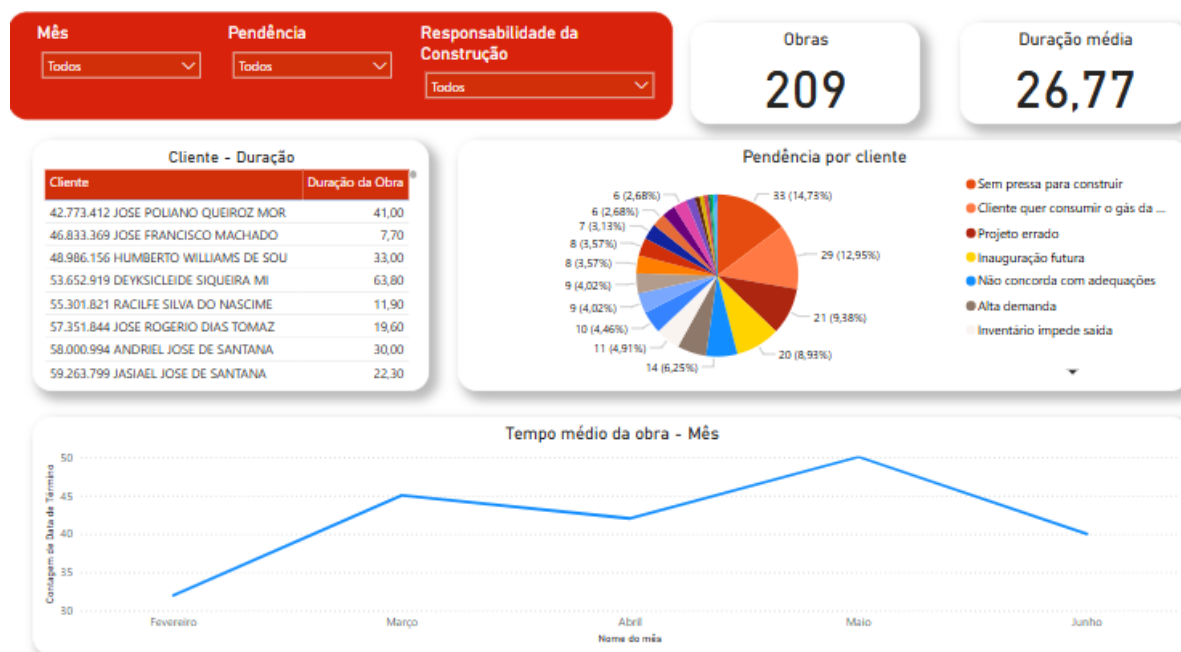 Mês
Todos
Pendência
Todos
Responsabilidade da
Construção
Todos
Obras
209
Duração média
26,77
Cliente - Duração
Cliente Duração da Obra
42.773.412 JOSE POLIANO QUEIROZ MOR 41,00
46.833.369 JOSE FRANCISCO MACHADO 7,70
48.986.156 HUMBERTO WILLIAMS DE SOU 33,00
53.652.919 DEYKSICLEIDE SIQUEIRA MI 63,80
55.301.821 RACILFE SILVA DO NASCIME 11,90
57.351.844 JOSE ROGERIO DIAS TOMAZ 19,60
58.000.994 ANDRIEL JOSE DE SANTANA 30,00
59.263.799 JASIAEL JOSE DE SANTANA 22,30
Pendência por cliente
33 (14,73%)
29 (12,95%)
21 (9,38%)
20 (8,93%)
14 (6,25%)
11 (4,91%)
10 (4,46%)
9 (4,02%)
9 (4,02%)
8 (3,57%)
8 (3,57%)
7 (3,13%)
6 (2,68%)
6 (2,68%)
Sem pressa para construir
Cliente quer consumir o gás da ...
Projeto errado
Inauguração futura
Não concorda com adequações
Alta demanda
Inventário impede saída
Tempo médio da obra - Mês
Contagem de Data de Término
50
45
40
35
30
Fevereiro
Março
Abril
Maio
Junho
Nome do mês